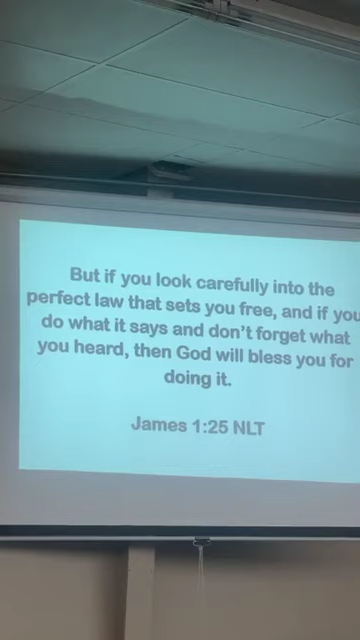 But if you look carefully into the
perfect law that sets you free, and if you
do what it says and don't forget what
you heard, then God will bless you for
doing it.
James 1:25 NLT